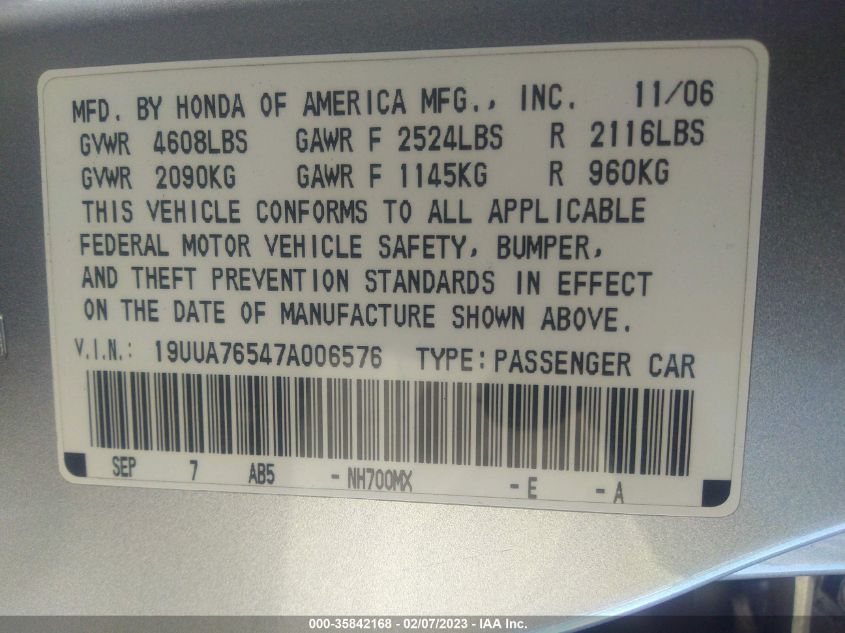 MFD. BY HONDA OF AMERICA MFG., INC. 11/06
GVWR 4608LBS GAWR F 2524LBS R 2116LBS
GVWR 2090KG GAWR F 1145KG R 960KG
THIS VEHICLE CONFORMS TO ALL APPLICABLE
FEDERAL MOTOR VEHICLE SAFETY, BUMPER,
AND THEFT PREVENTION STANDARDS IN EFFECT
ON THE DATE OF MANUFACTURE SHOWN ABOVE.
V.I.N.: 19UUA76547A006576 TYPE: PASSENGER CAR
SEP 7 AB5 - NH700MX - E - A
000-35842168 - 02/07/2023 - IAA Inc.